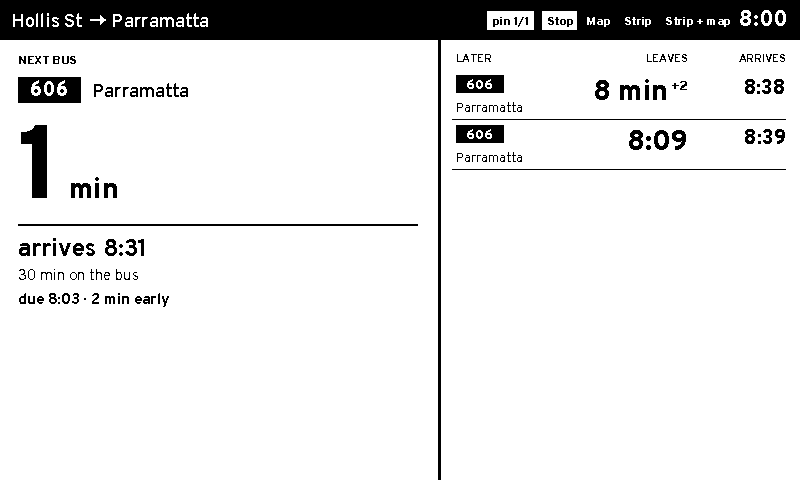 Hollis St → Parramatta
pin 1/1 Stop Map Strip Strip + map 8:00
NEXT BUS
606 Parramatta
1 min
arrives 8:31
30 min on the bus
due 8:03 · 2 min early
LATER LEAVES ARRIVES
606 8 min +2 8:38
Parramatta
606 8:09 8:39
Parramatta